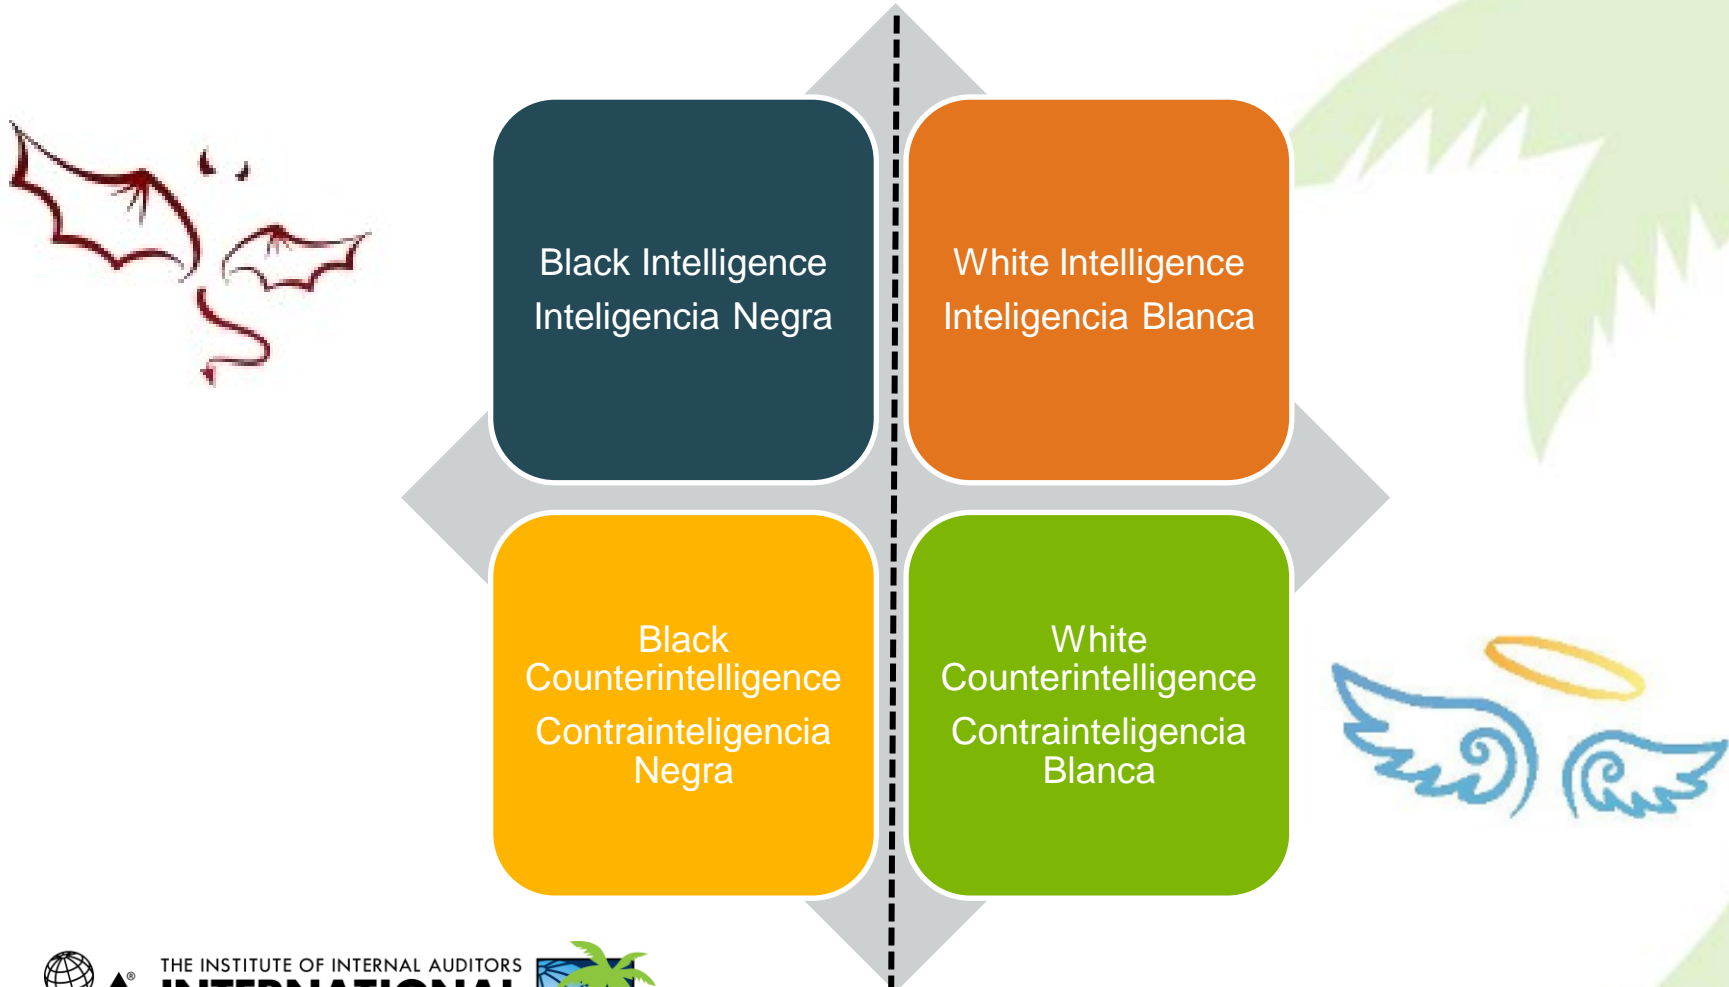 Black Intelligence
Inteligencia Negra
White Intelligence
Inteligencia Blanca
Black
Counterintelligence
Contrainteligencia
Negra
White
Counterintelligence
Contrainteligencia
Blanca
THE INSTITUTE OF INTERNAL AUDITORS
INTERNATIONAL